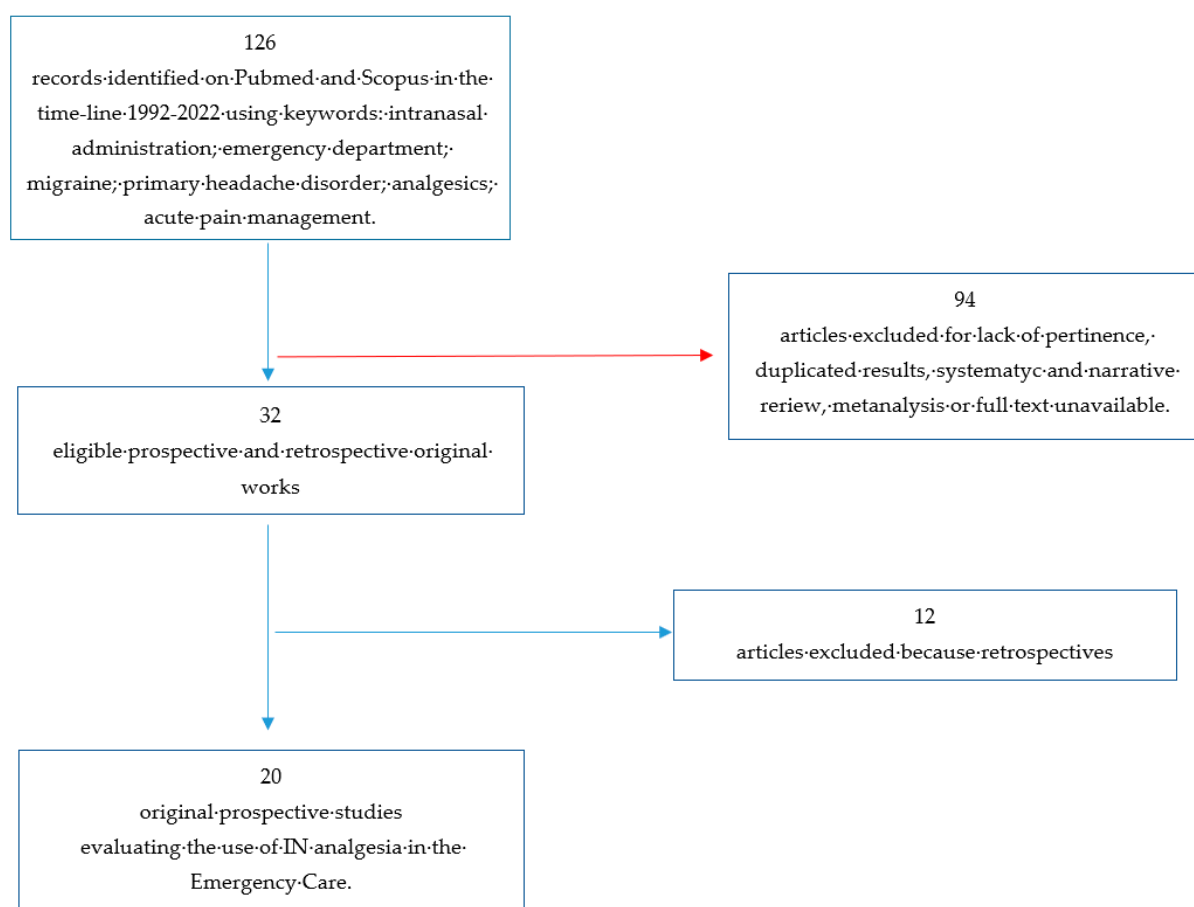 126
records·identified·on·Pubmed·and·Scopus·in·the·
time-line·1992-2022·using·keywords:·intranasal·
administration;·emergency·department;·
migraine;·primary·headache·disorder;·analgesics;·
acute·pain·management.
94
articles·excluded·for·lack·of·pertinence,·
duplicated·results,·systematyc·and·narrative·
reriew,·metanalysis·or·full·text·unavailable.
32
eligible·prospective·and·retrospective·original·
works
12
articles·excluded·because·retrospectives
20
original·prospective·studies
evaluating·the·use·of·IN·analgesia·in·the·
Emergency·Care.